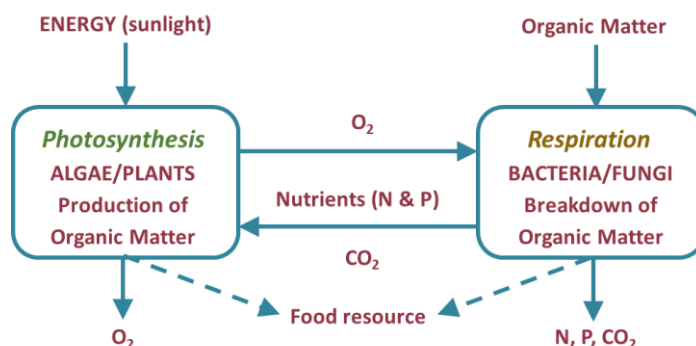 ENERGY (sunlight)
Organic Matter
Photosynthesis
ALGAE/PLANTS
Production of
Organic Matter
O₂
Nutrients (N & P)
CO₂
Respiration
BACTERIA/FUNGI
Breakdown of
Organic Matter
O₂
Food resource
N, P, CO₂